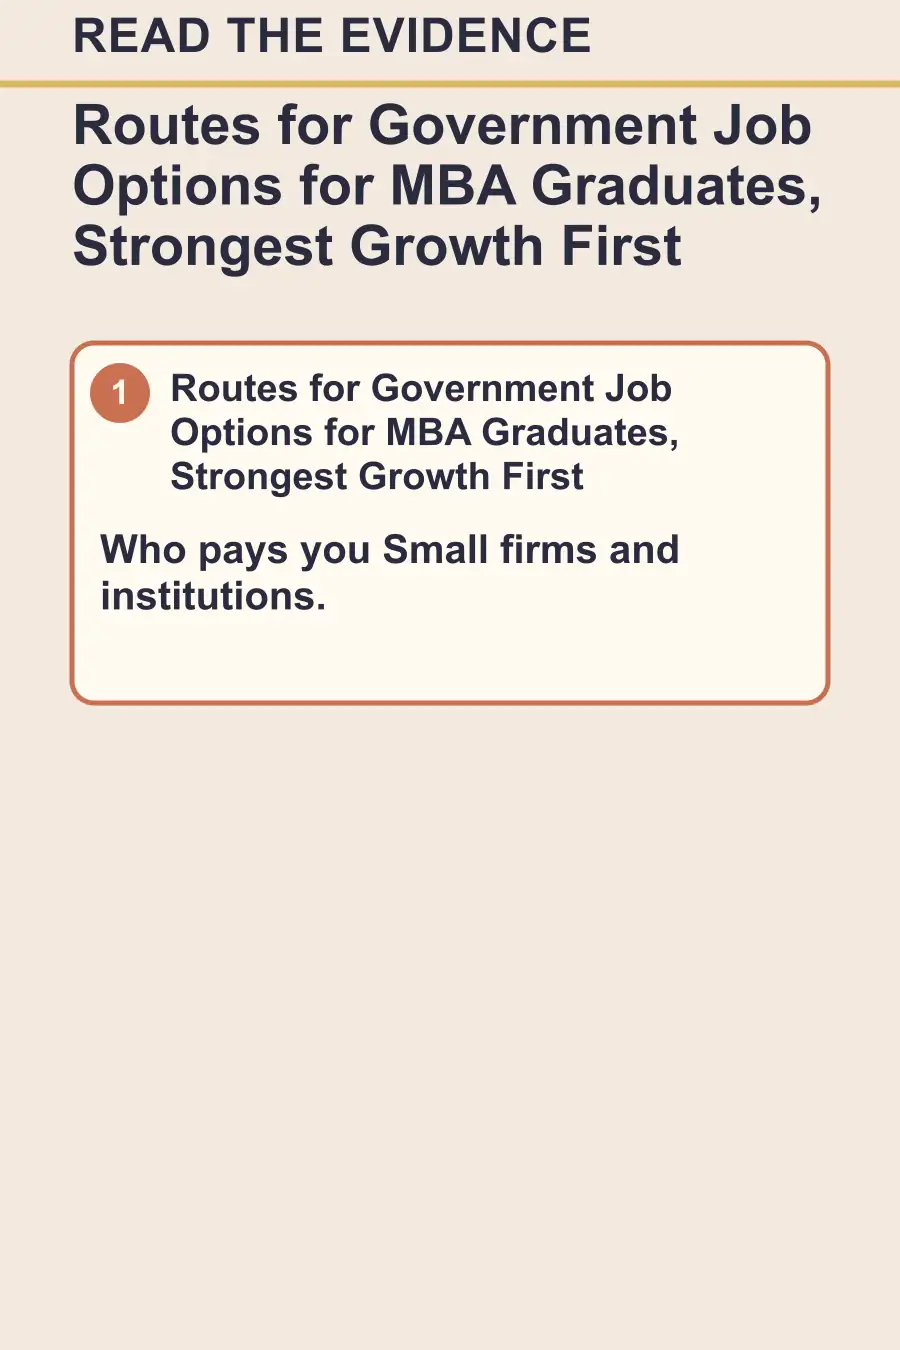 READ THE EVIDENCE
Routes for Government Job
Options for MBA Graduates,
Strongest Growth First
1
Routes for Government Job
Options for MBA Graduates,
Strongest Growth First
Who pays you Small firms and
institutions.